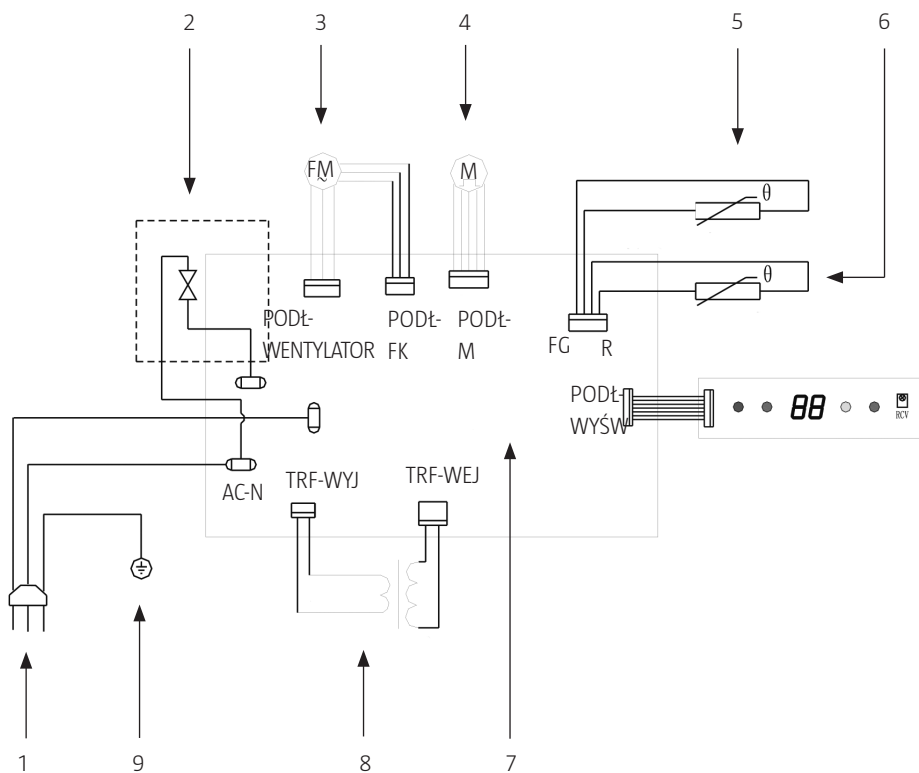 2 3 4 5 6
FM
~
M
θ
θ
PODŁ-
WENTYLATOR
PODŁ-
FK
PODŁ-
M
FG R
PODŁ-
WYŚW
88
RCV
AC-N
TRF-WYJ
TRF-WEJ
1 9 8 7